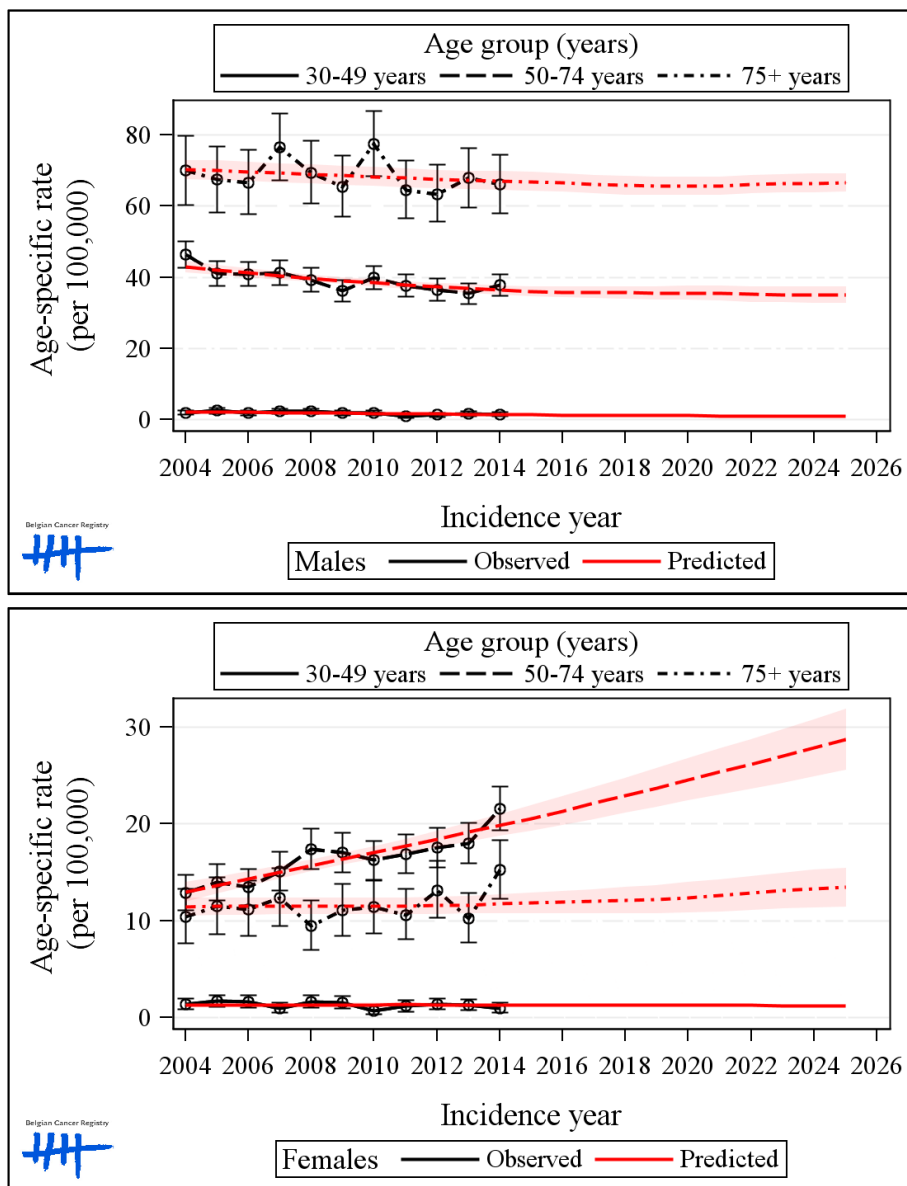 Age group (years)
30-49 years 50-74 years 75+ years
80
60
40
20
0
Age-specific rate
(per 100,000)
2004 2006 2008 2010 2012 2014 2016 2018 2020 2022 2024 2026
Incidence year
Belgian Cancer Registry
Males Observed Predicted
Age group (years)
30-49 years 50-74 years 75+ years
30
20
10
0
Age-specific rate
(per 100,000)
2004 2006 2008 2010 2012 2014 2016 2018 2020 2022 2024 2026
Incidence year
Belgian Cancer Registry
Females Observed Predicted